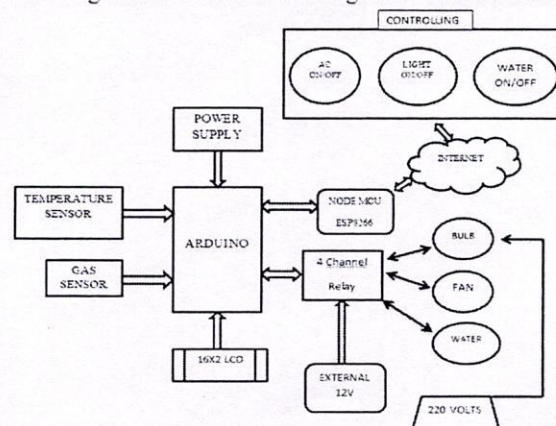 CONTROLLING
AC
ON/OFF
LIGHT
ON/OFF
WATER
ON/OFF
POWER
SUPPLY
INTERNET
TEMPERATURE
SENSOR
ARDUINO
NODE MCU
ESP8266
BULB
GAS
SENSOR
4 Channel
Relay
FAN
WATER
16X2 LCD
EXTERNAL
12V
220 VOLTS